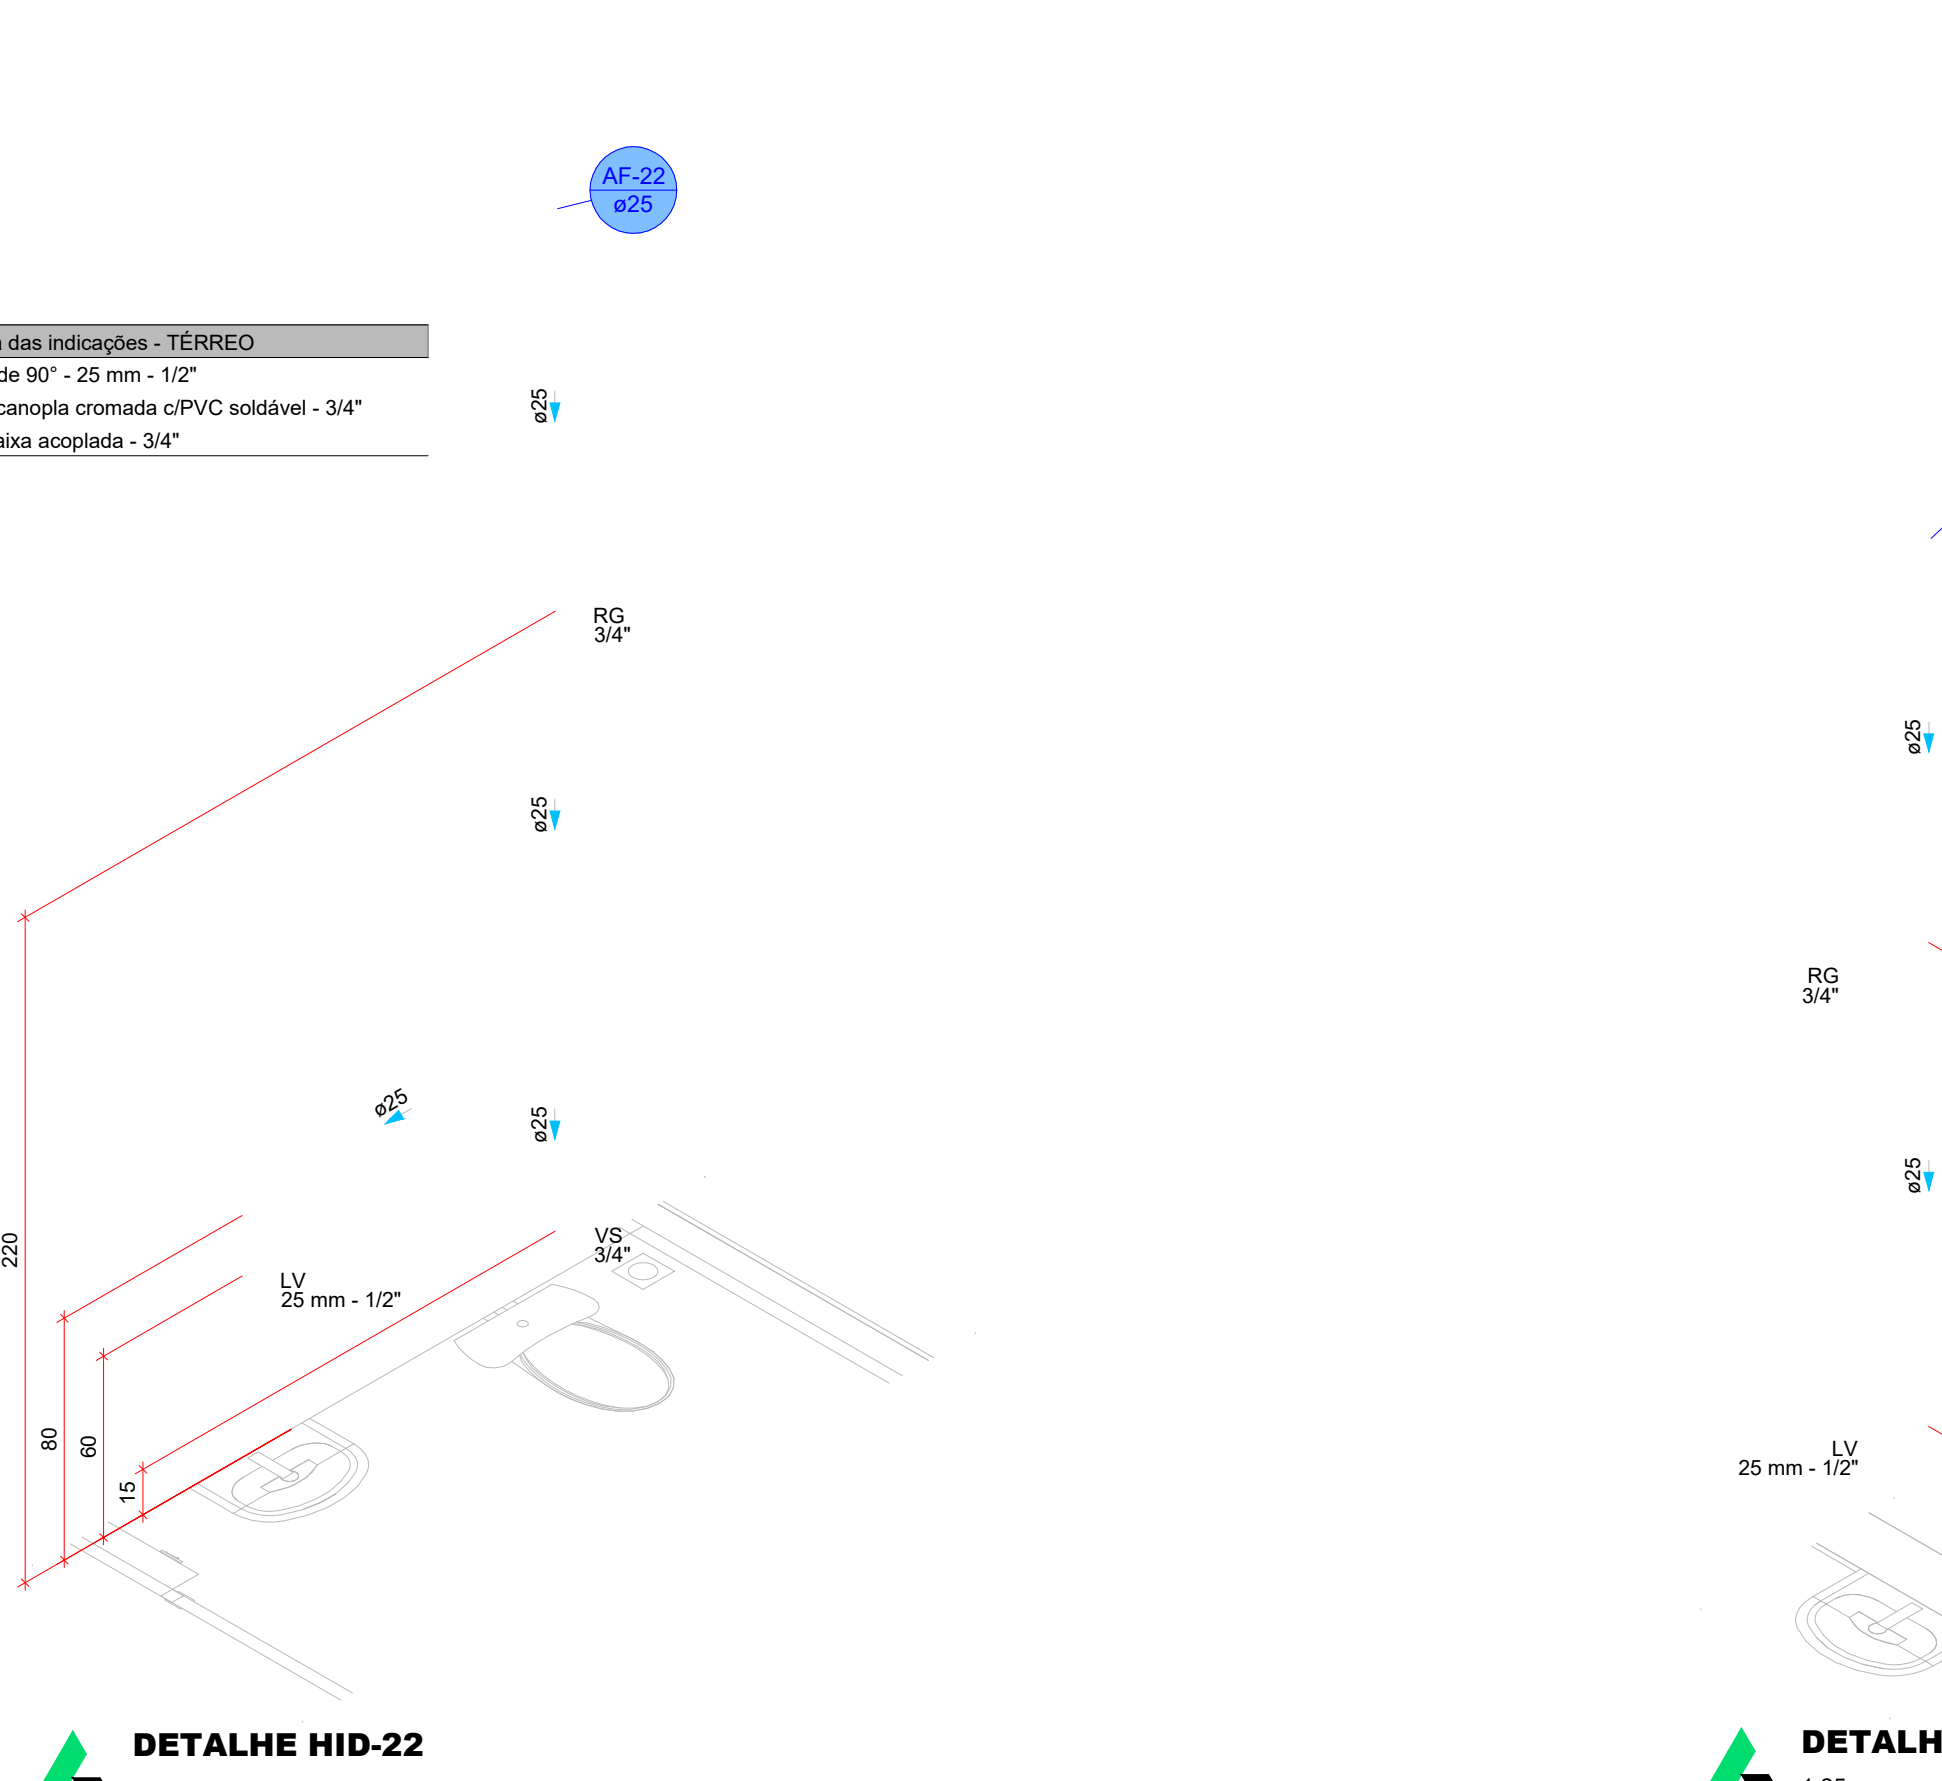 AF-22
ø25
das indicações - TÉRREO
de 90° - 25 mm - 1/2"
canopla cromada c/PVC soldável - 3/4"
acoplada - 3/4"
ø25
RG
3/4"
ø25
ø25
ø25
220
80
60
15
VS
3/4"
LV
25 mm - 1/2"
DETALHE HID-22
ø25
RG
3/4"
ø25
LV
25 mm - 1/2"